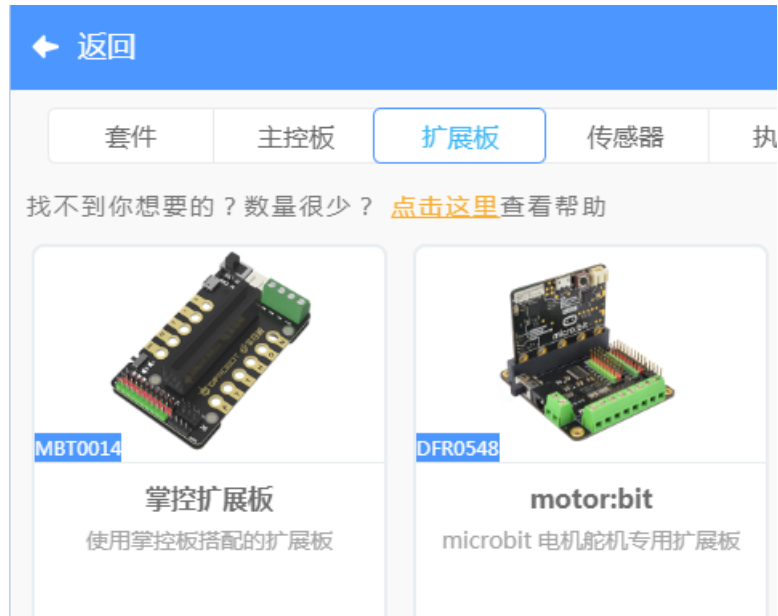 返回
套件 主控板 扩展板 传感器 执
找不到你想要的？数量很少？ 点击这里查看帮助
DFROBOT
micro:bit
MBT0014 DFR0548
掌控扩展板 motor:bit
使用掌控板搭配的扩展板 microbit 电机舵机专用扩展板